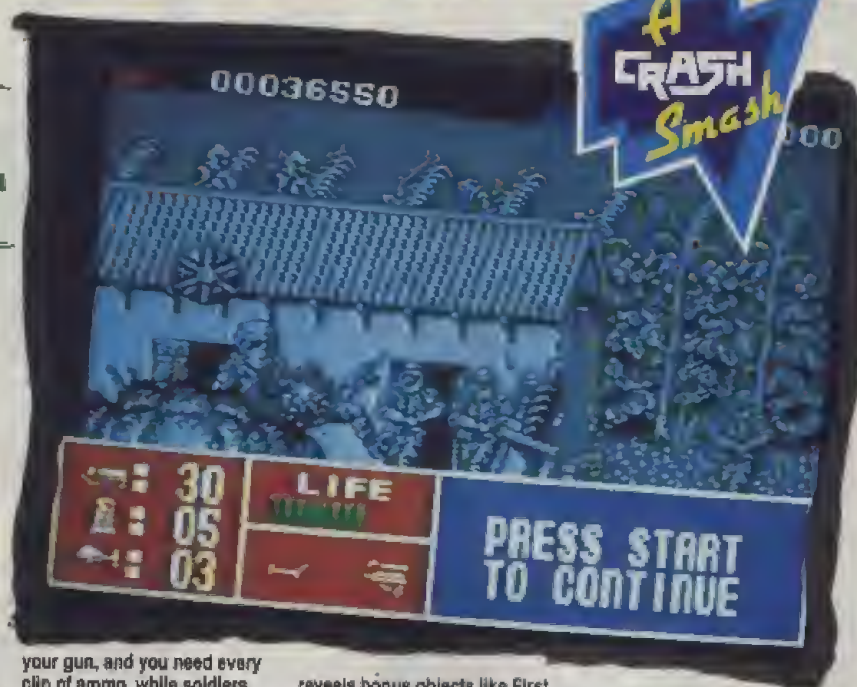 A
CRASH
Smash
00036550
000
30
05
03
LIFE
PRESS START
TO CONTINUE
your gun, and you need every
clip of ammo, while soldiers
reveals bonus objects like First